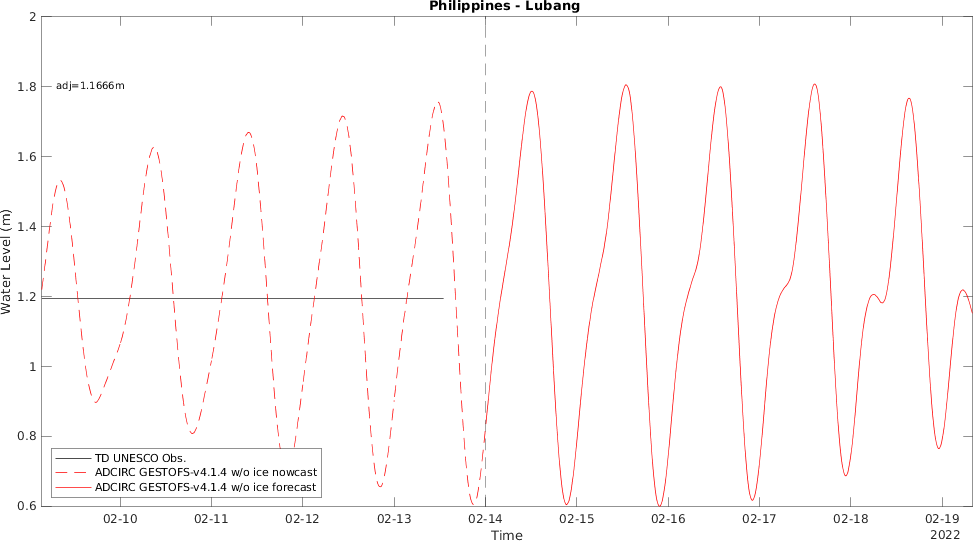 Philippines - Lubang
2
1.8
1.6
1.4
1.2
1
0.8
0.6
Water Level (m)
adj=1.1666m
TD UNESCO Obs.
ADCIRC GESTOFS-v4.1.4 w/o ice nowcast
ADCIRC GESTOFS-v4.1.4 w/o ice forecast
02-10 02-11 02-12 02-13 02-14 02-15 02-16 02-17 02-18 02-19
Time 2022